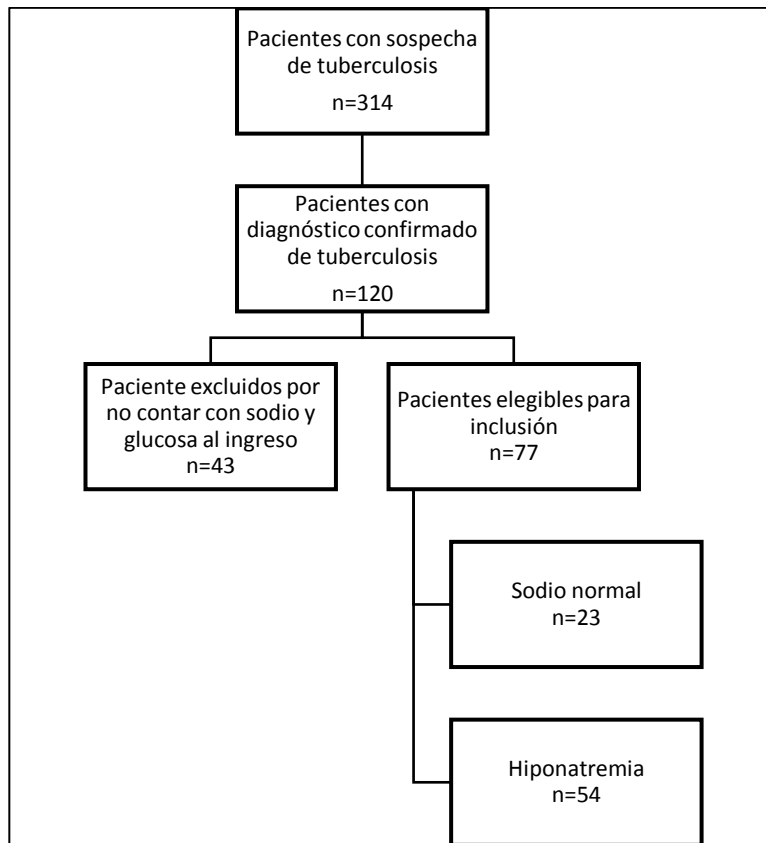 Pacientes con sospecha
de tuberculosis
n=314
Pacientes con
diagnóstico confirmado
de tuberculosis
n=120
Paciente excluidos por
no contar con sodio y
glucosa al ingreso
n=43
Pacientes elegibles para
inclusión
n=77
Sodio normal
n=23
Hiponatremia
n=54